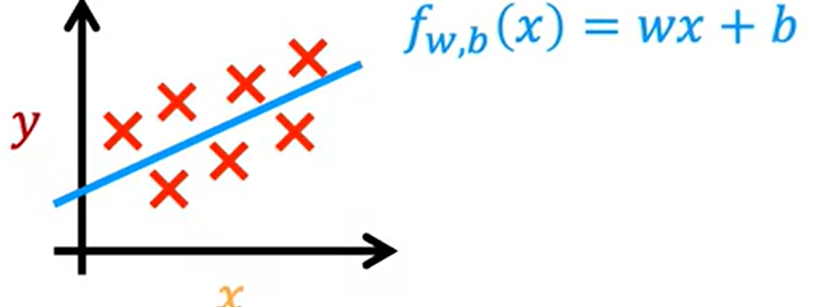 f_{w,b}(x) = wx + b
y
x